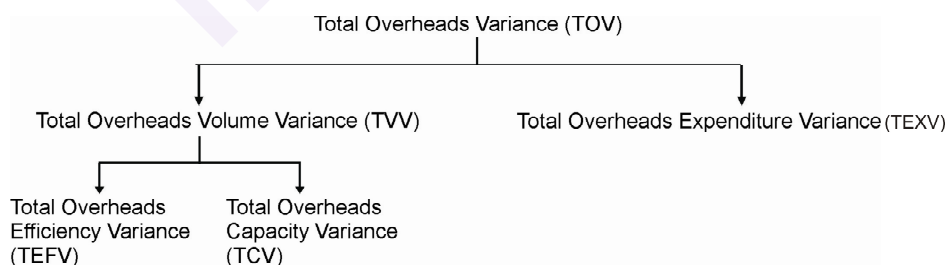 Total Overheads Variance (TOV)
Total Overheads Volume Variance (TVV)
Total Overheads Expenditure Variance (TEXV)
Total Overheads
Efficiency Variance
(TEFV)
Total Overheads
Capacity Variance
(TCV)